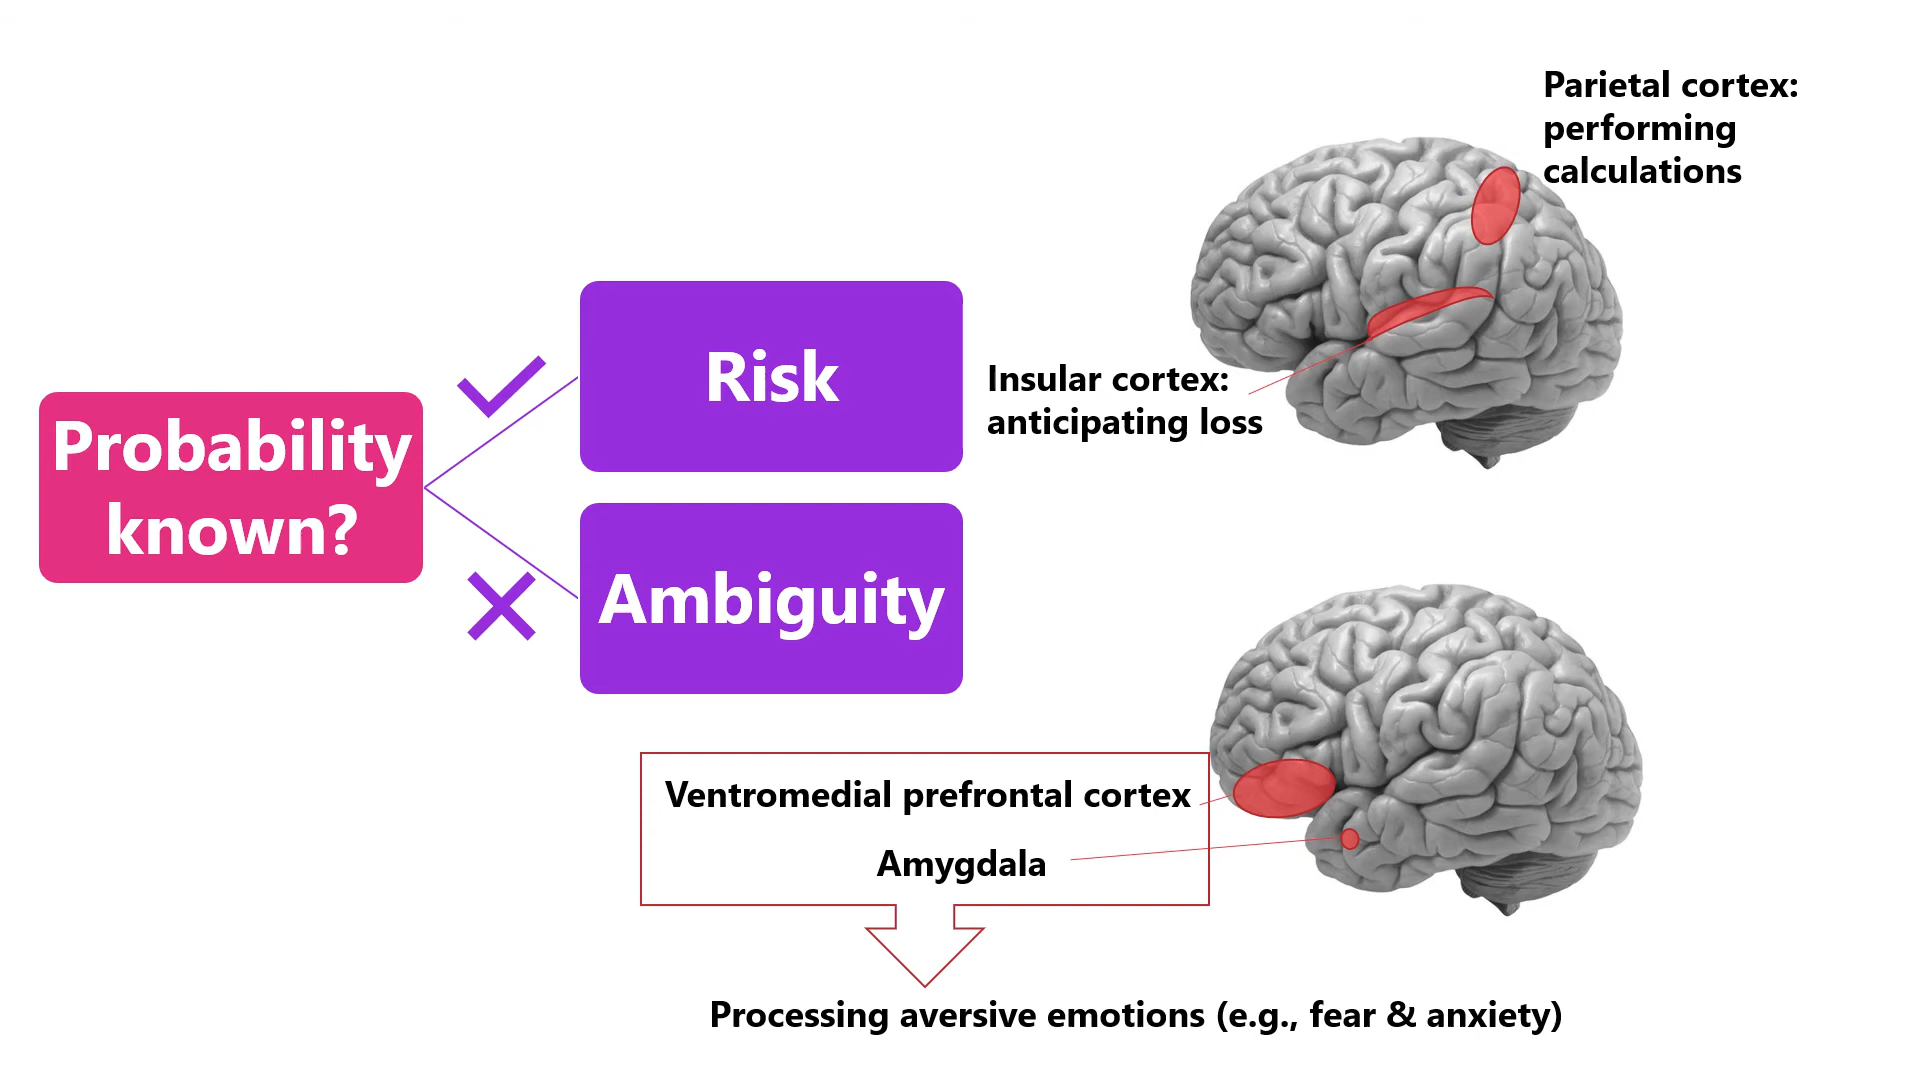 Probability
known?
Risk
Ambiguity
Parietal cortex:
performing
calculations
Insular cortex:
anticipating loss
Ventromedial prefrontal cortex
Amygdala
Processing aversive emotions (e.g., fear & anxiety)